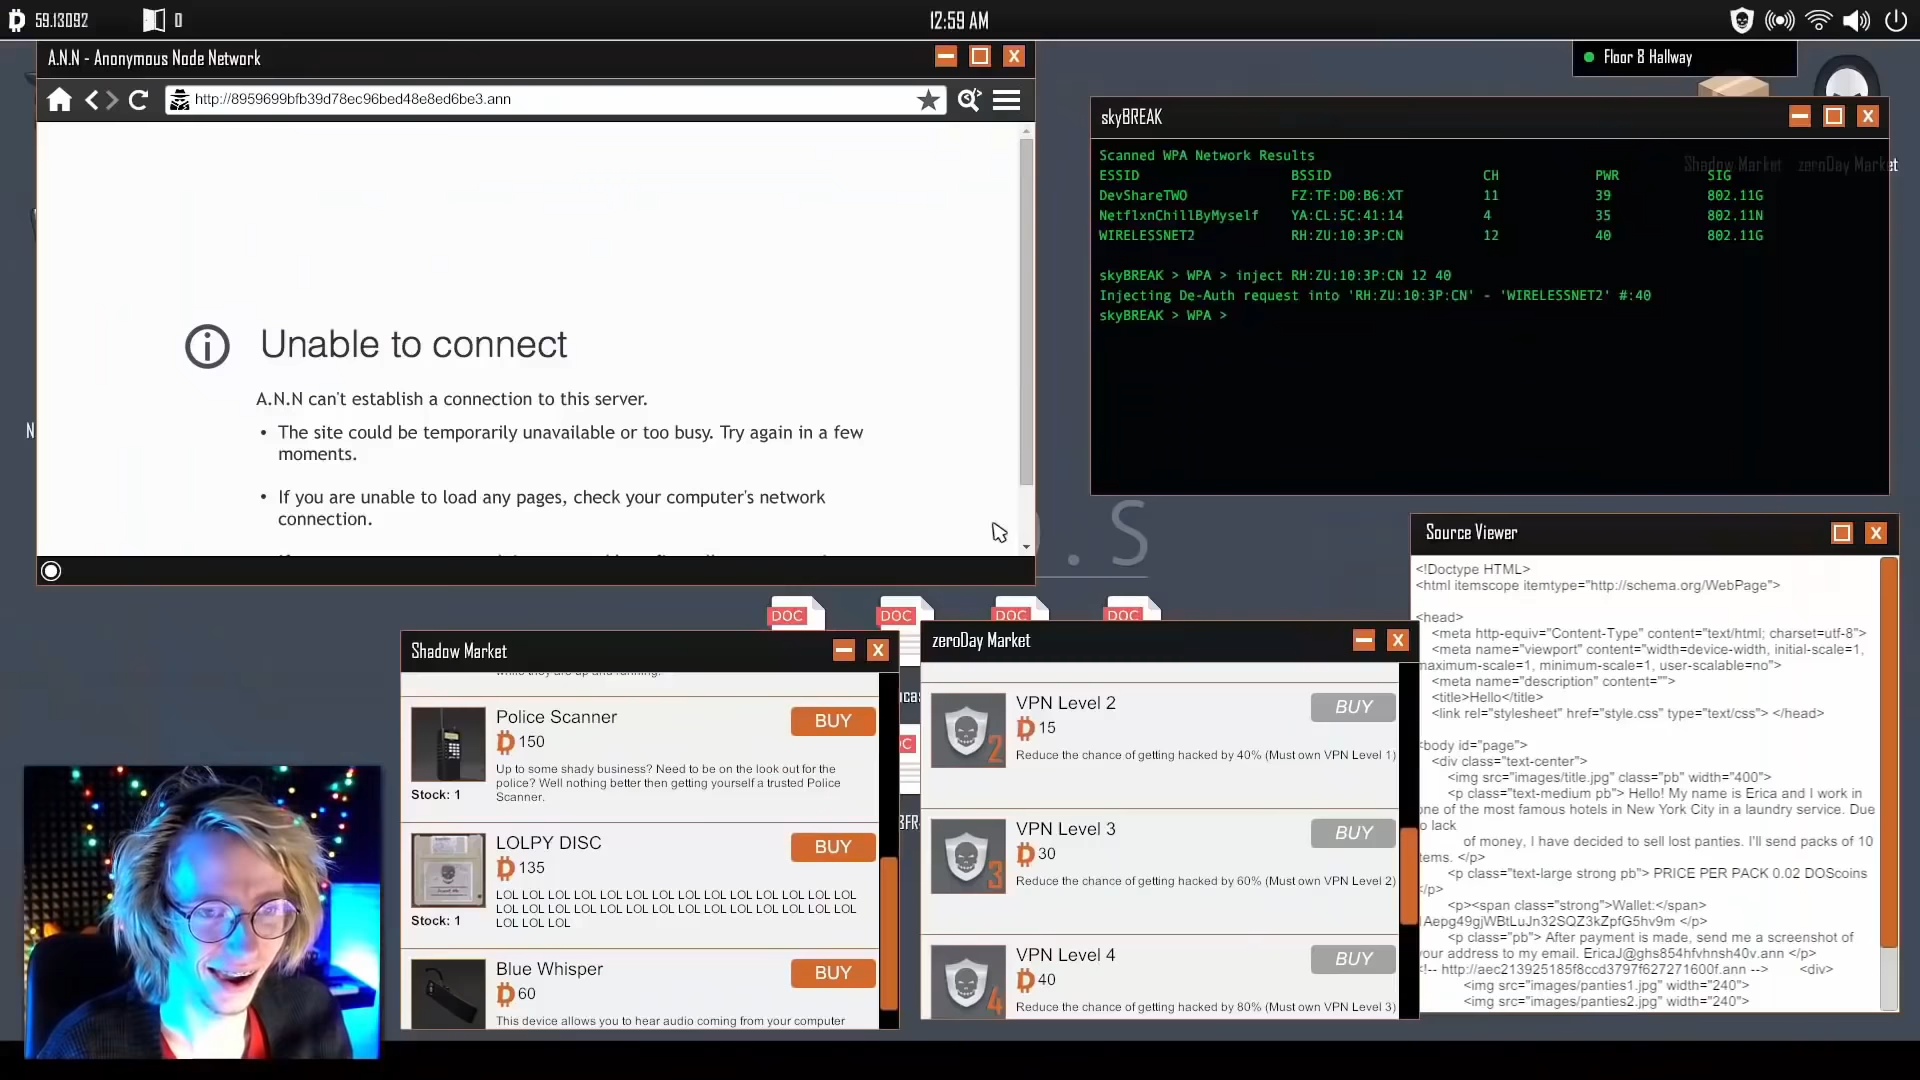 59.13092
0
12:59 AM
A.N.N - Anonymous Node Network
http://8959699bfb39d78ec96bed48e8ed6be3.ann
Unable to connect
A.N.N can't establish a connection to this server.
• The site could be temporarily unavailable or too busy. Try again in a few
moments.
• If you are unable to load any pages, check your computer's network
connection.
Floor 8 Hallway
Shadow Market
zeroDay Market
skyBREAK
Scanned WPA Network Results
ESSID BSSID CH PWR SIG
DevShareTWO FZ:TF:D0:B6:XT 11 39 802.11G
NetflxnChillByMyself YA:CL:5C:41:14 4 35 802.11N
WIRELESSNET2 RH:ZU:10:3P:CN 12 40 802.11G
skyBREAK > WPA > inject RH:ZU:10:3P:CN 12 40
Injecting De-Auth request into 'RH:ZU:10:3P:CN' - 'WIRELESSNET2' #:40
skyBREAK > WPA >
N
.S
DOC
DOC
DOC
DOC
Shadow Market
while they are up and running.
Police Scanner
150
BUY
Up to some shady business? Need to be on the look out for the
police? Well nothing better then getting yourself a trusted Police
Scanner.
Stock: 1
LOLPY DISC
135
BUY
LOL LOL LOL LOL LOL LOL LOL LOL LOL LOL LOL LOL LOL LOL
LOL LOL LOL LOL LOL LOL LOL LOL LOL LOL LOL LOL LOL LOL
LOL LOL LOL
Stock: 1
Blue Whisper
60
BUY
This device allows you to hear audio coming from your computer
zeroDay Market
2
VPN Level 2
15
BUY
Reduce the chance of getting hacked by 40% (Must own VPN Level 1)
3
VPN Level 3
30
BUY
Reduce the chance of getting hacked by 60% (Must own VPN Level 2)
4
VPN Level 4
40
BUY
Reduce the chance of getting hacked by 80% (Must own VPN Level 3)
Source Viewer
<!Doctype HTML>
<html itemscope itemtype="http://schema.org/WebPage">
<head>
<meta http-equiv="Content-Type" content="text/html; charset=utf-8">
<meta name="viewport" content="width=device-width, initial-scale=1,
maximum-scale=1, minimum-scale=1, user-scalable=no">
<meta name="description" content="">
<title>Hello</title>
<link rel="stylesheet" href="style.css" type="text/css"> </head>
<body id="page">
<div class="text-center">
<img src="images/title.jpg" class="pb" width="400">
<p class="text-medium pb"> Hello! My name is Erica and I work in
one of the most famous hotels in New York City in a laundry service. Due
to lack
of money, I have decided to sell lost panties. I'll send packs of 10
items. </p>
<p class="text-large strong pb"> PRICE PER PACK 0.02 DOScoins
</p>
<p><span class="strong">Wallet:</span>
1Aepg49gjWBtLuJn32SQZ3kZpfG5hv9m </p>
<p class="pb"> After payment is made, send me a screenshot of
your address to my email. EricaJ@ghs854hfvhnsh40v.ann </p>
<!-- http://aec213925185f8ccd3797f627271600f.ann --> <div>
<img src="images/panties1.jpg" width="240">
<img src="images/panties2.jpg" width="240">